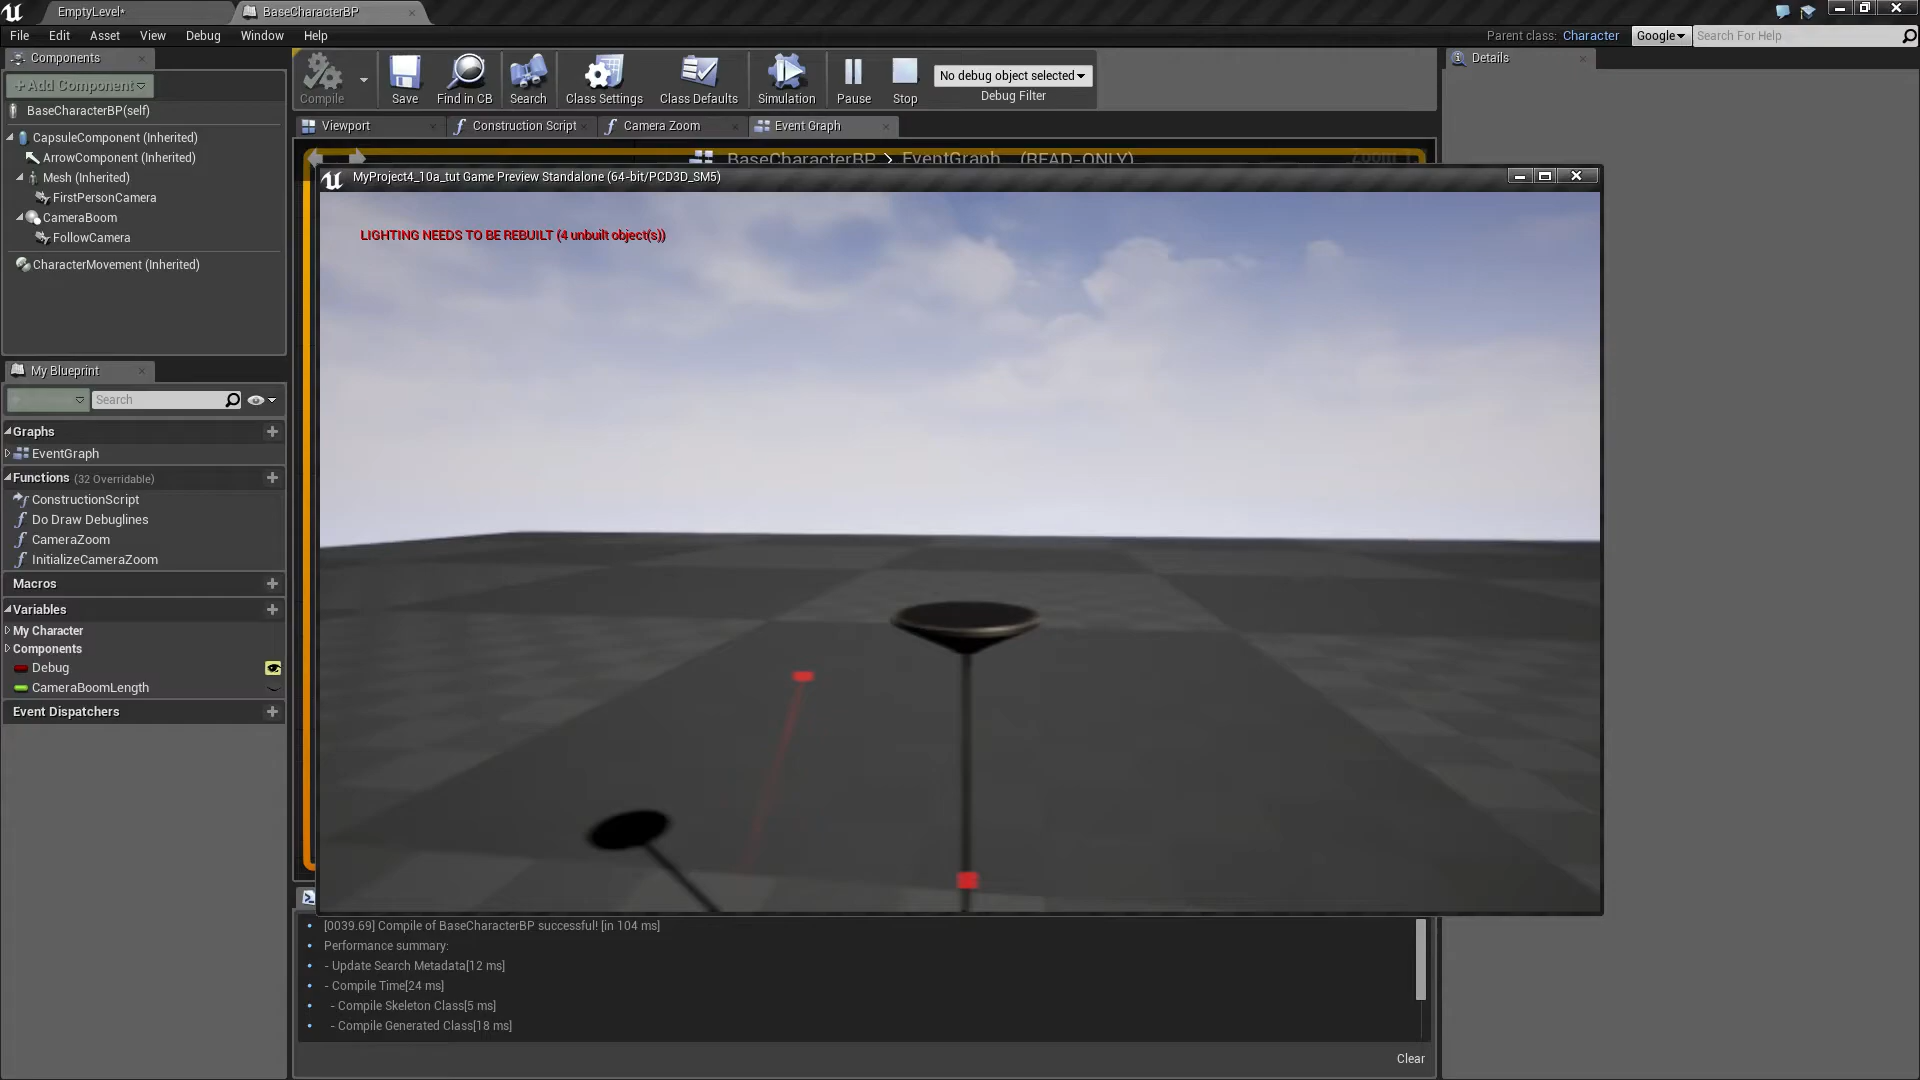 EmptyLevel*
BaseCharacterBP
File Edit Asset View Debug Window Help
Parent class: Character Google Search For Help
Components
+Add Component
BaseCharacterBP(self)
CapsuleComponent (Inherited)
ArrowComponent (Inherited)
Mesh (Inherited)
FirstPersonCamera
CameraBoom
FollowCamera
CharacterMovement (Inherited)
My Blueprint
Search
Graphs
EventGraph
Functions (32 Overridable)
ConstructionScript
Do Draw Debuglines
CameraZoom
InitializeCameraZoom
Macros
Variables
My Character
Components
Debug
CameraBoomLength
Event Dispatchers
Compile Save Find in CB Search Class Settings Class Defaults Simulation Pause Stop
No debug object selected
Debug Filter
Viewport Construction Script Camera Zoom Event Graph
BaseCharacterBP > EventGraph (READ-ONLY)
Zoom
MyProject4_10a_tut Game Preview Standalone (64-bit/PCD3D_SM5)
LIGHTING NEEDS TO BE REBUILT (4 unbuilt object(s))
[0039.69] Compile of BaseCharacterBP successful! [in 104 ms]
Performance summary:
- Update Search Metadata[12 ms]
- Compile Time[24 ms]
- Compile Skeleton Class[5 ms]
- Compile Generated Class[18 ms]
Clear
Details